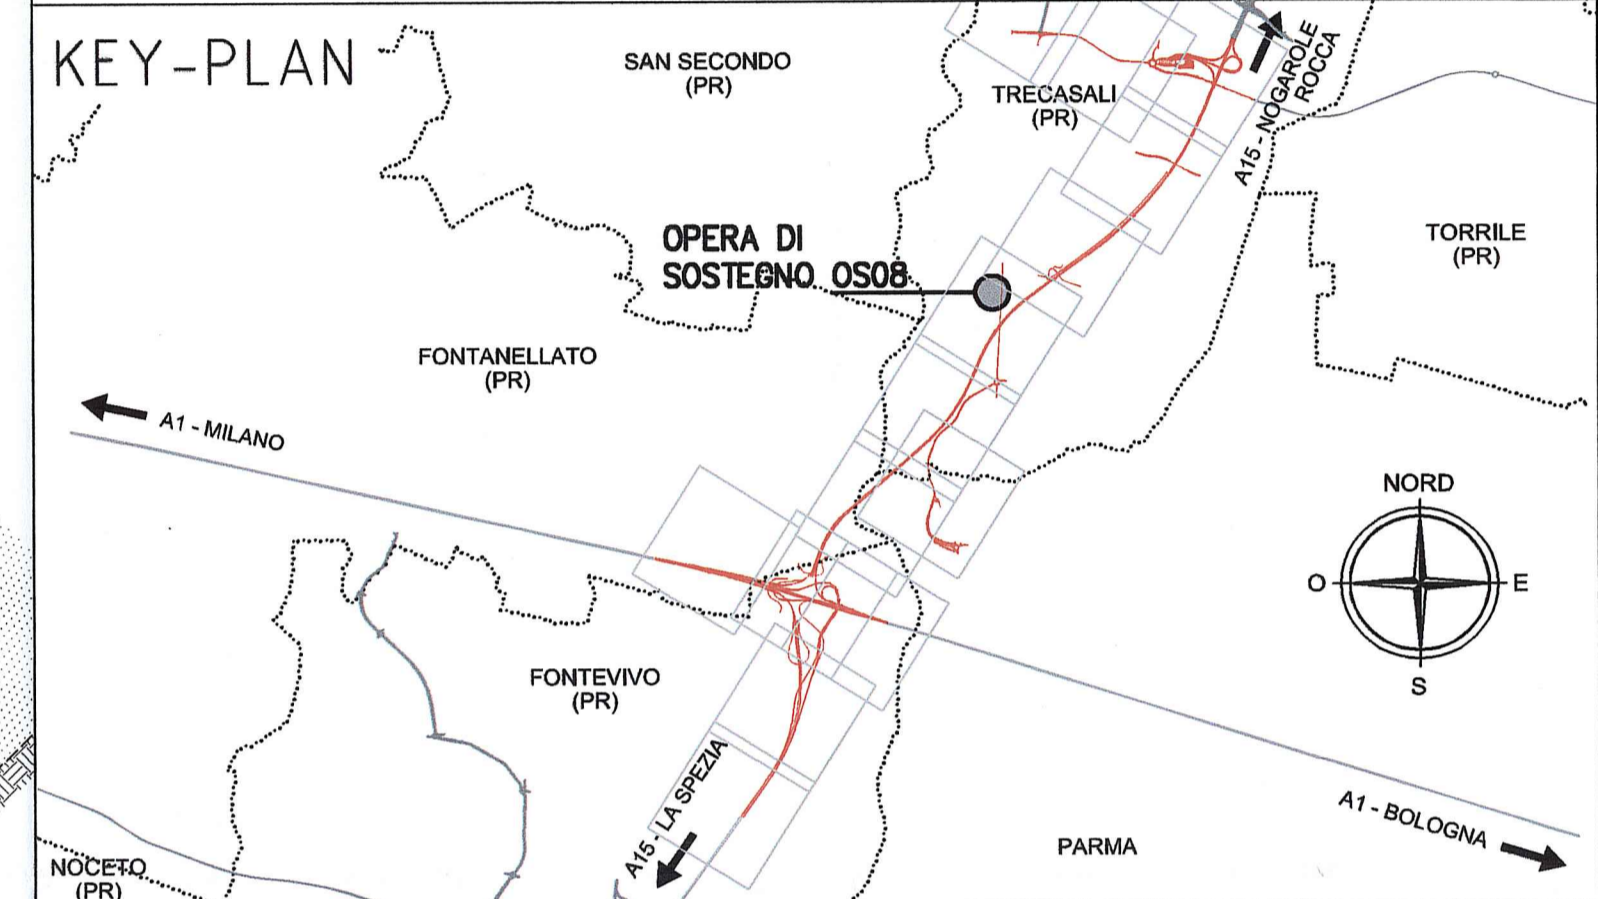 KEY-PLAN
SAN SECONDO
(PR)
TRECASALI
(PR)
A15 - NOGAROLE
ROCCA
OPERA DI
SOSTEGNO OS08
TORRILE
(PR)
FONTANELLATO
(PR)
A1 - MILANO
NORD
O
E
S
FONTEVIVO
(PR)
A15 - LA SPEZIA
A1 - BOLOGNA
PARMA
NOCETO
(PR)